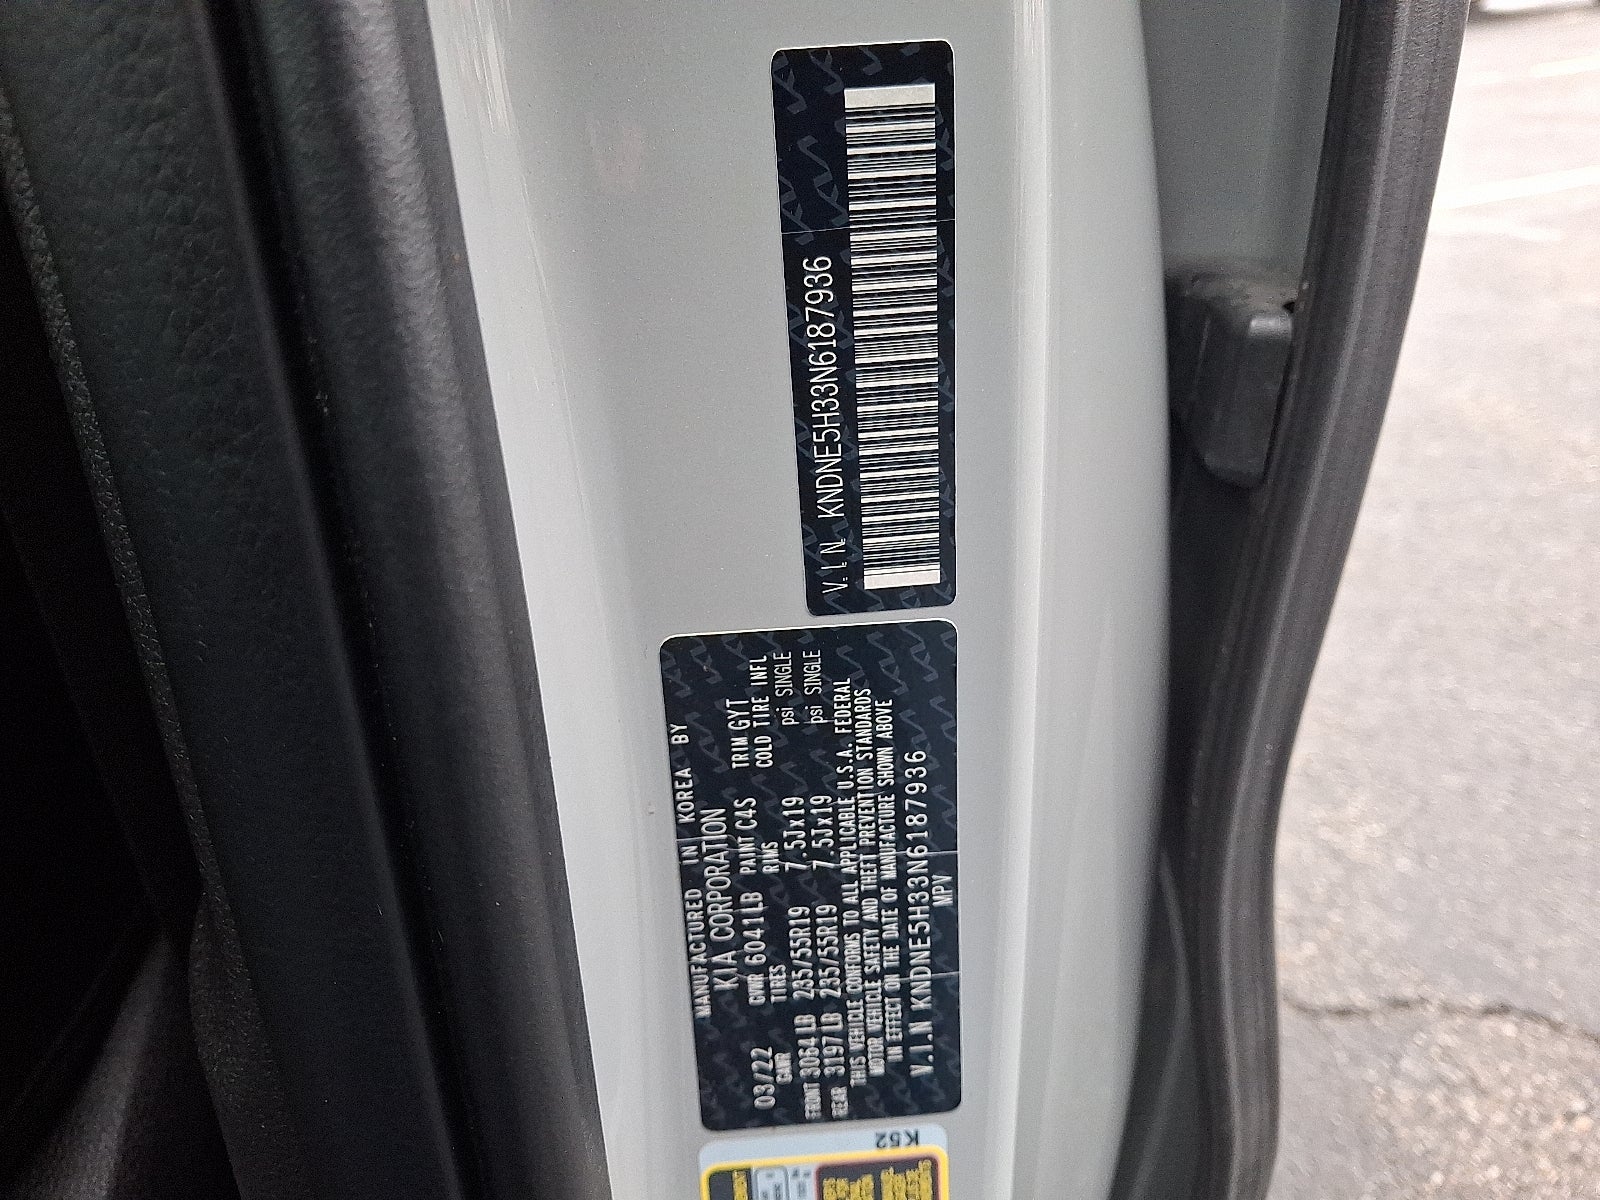 V.I.N. KNDNE5H33N6187936
MANUFACTURED IN KOREA BY
KIA CORPORATION
03/22 GVWR 6041LB PAINT C4S TRIM GYT
GAWR TIRES RIMS COLD TIRE INFL
FRONT 3064LB 235/55R19 7.5Jx19 psi SINGLE
REAR 3197LB 235/55R19 7.5Jx19 psi SINGLE
THIS VEHICLE CONFORMS TO ALL APPLICABLE U.S.A. FEDERAL
MOTOR VEHICLE SAFETY AND THEFT PREVENTION STANDARDS
IN EFFECT ON THE DATE OF MANUFACTURE SHOWN ABOVE
V.I.N KNDNE5H33N6187936
MPV
K52